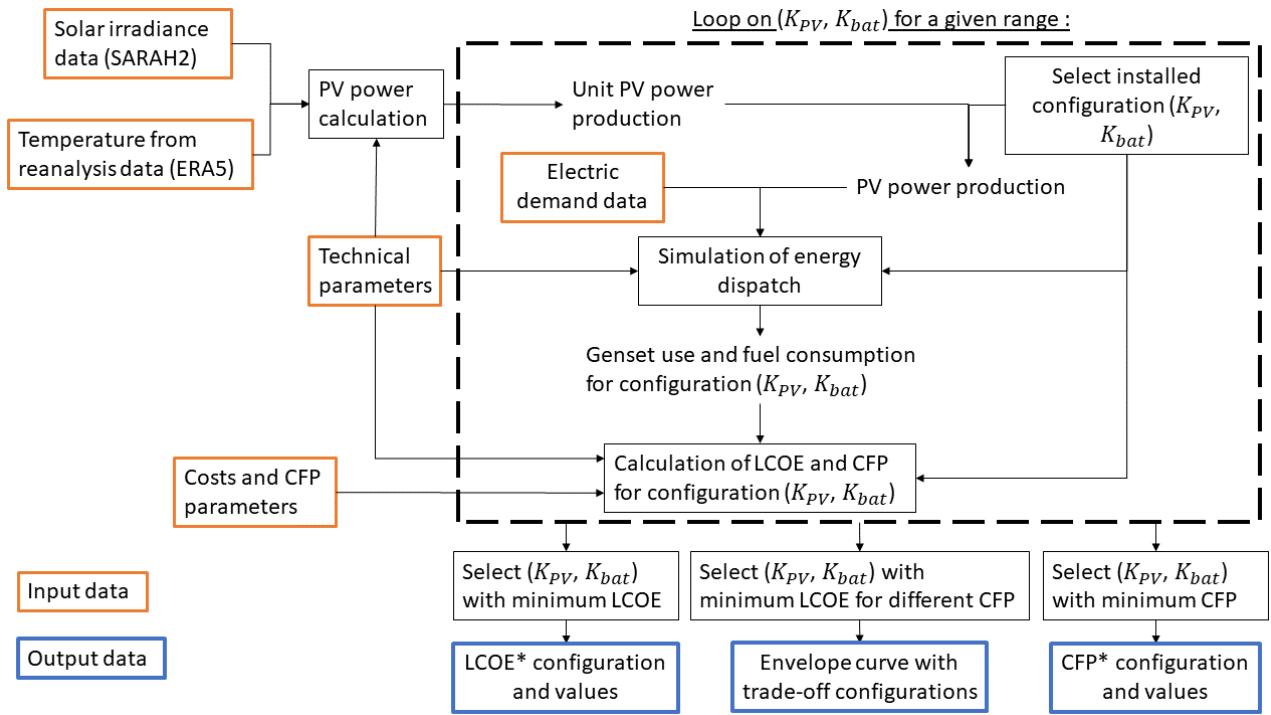 Loop on (K_PV, K_bat) for a given range :
Solar irradiance
data (SARAH2)
PV power
calculation
Unit PV power
production
Select installed
configuration (K_PV,
K_bat)
Temperature from
reanalysis data (ERA5)
Electric
demand data
PV power production
Technical
parameters
Simulation of energy
dispatch
Genset use and fuel consumption
for configuration (K_PV, K_bat)
Costs and CFP
parameters
Calculation of LCOE and CFP
for configuration (K_PV, K_bat)
Select (K_PV, K_bat)
with minimum LCOE
Select (K_PV, K_bat) with
minimum LCOE for different CFP
Select (K_PV, K_bat)
with minimum CFP
Input data
Output data
LCOE* configuration
and values
Envelope curve with
trade-off configurations
CFP* configuration
and values